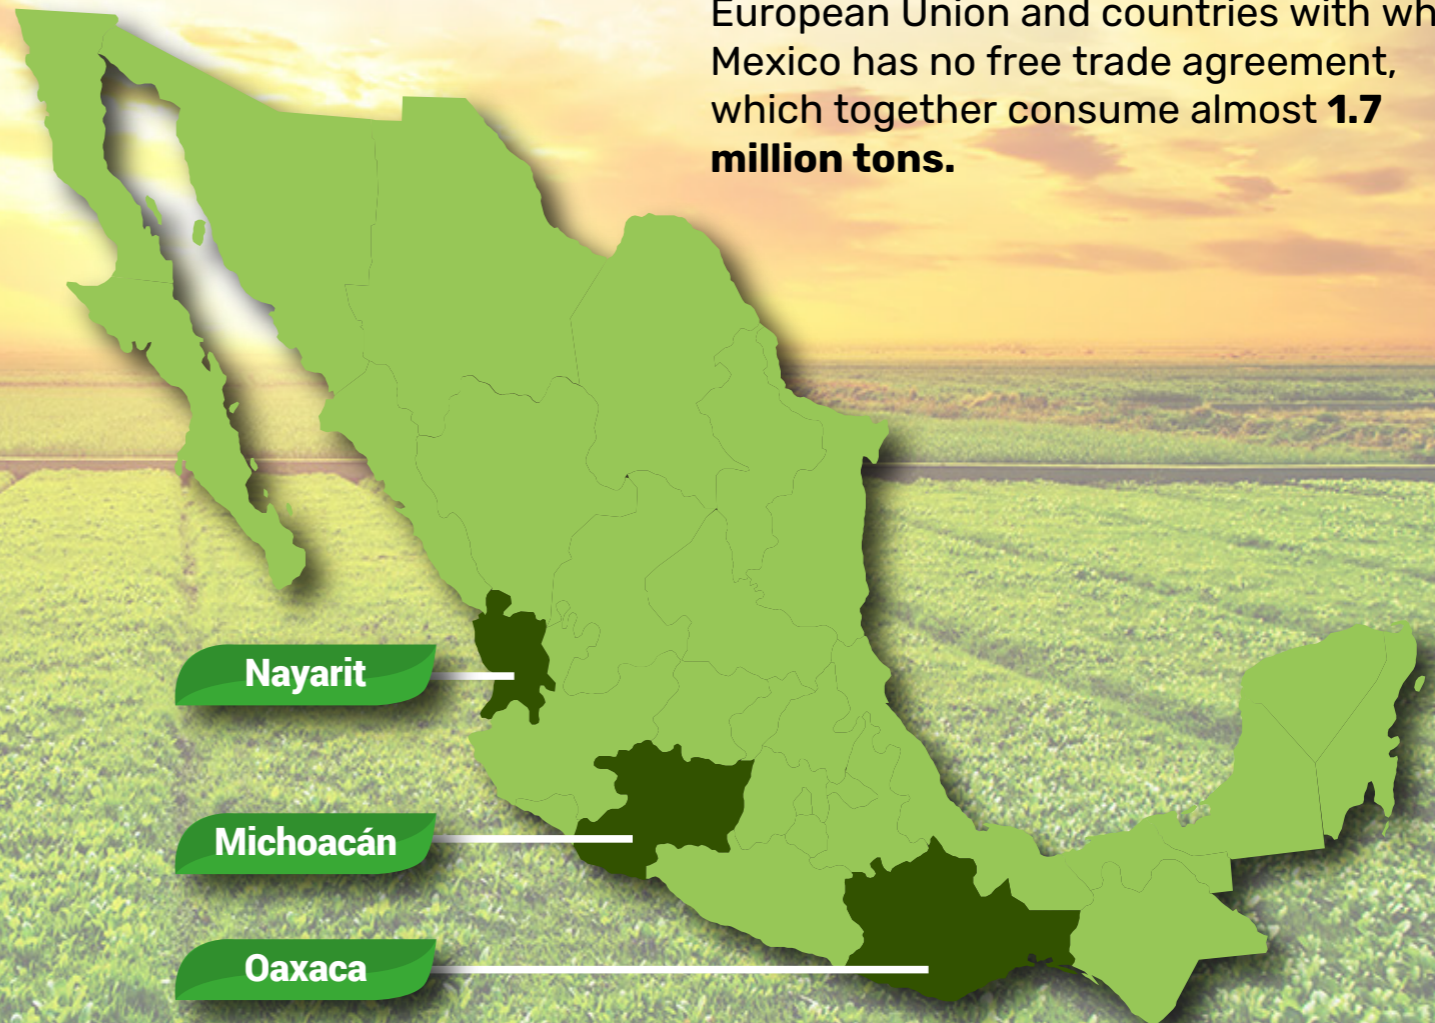 European Union and countries with wh
Mexico has no free trade agreement,
which together consume almost 1.7
million tons.
Nayarit
Michoacán
Oaxaca